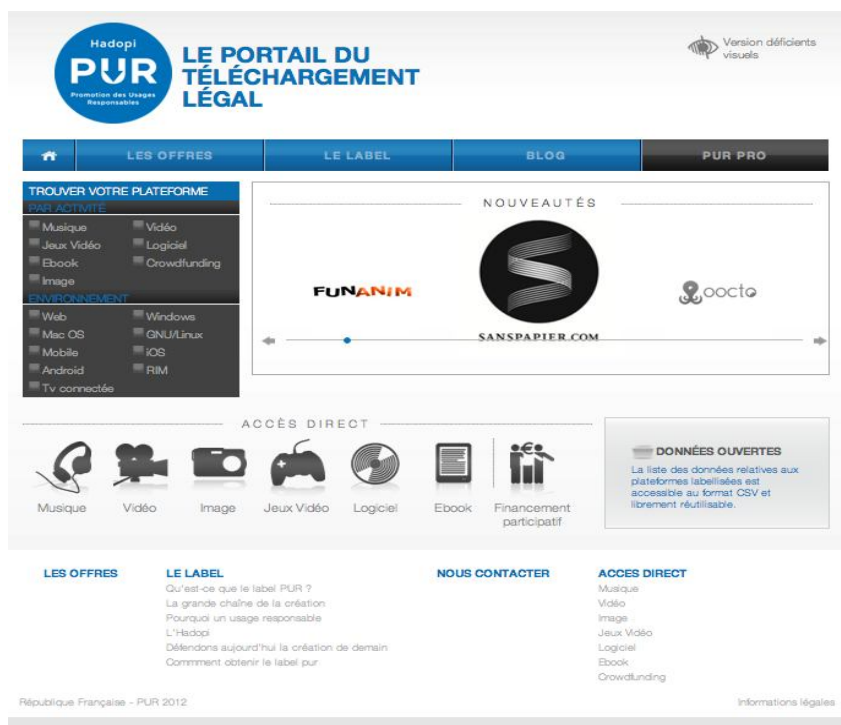 Hadopi
PUR
Promotion des Usages
Responsables
LE PORTAIL DU
TÉLÉCHARGEMENT
LÉGAL
Version déficients
visuels
LES OFFRES
LE LABEL
BLOG
PUR PRO
TROUVER VOTRE PLATEFORME
PAR ACTIVITÉ
Musique
Vidéo
Jeux Vidéo
Logiciel
Ebook
Crowdfunding
Image
ENVIRONNEMENT
Web
Windows
Mac OS
GNU/Linux
Mobile
iOS
Android
RIM
Tv connectée
NOUVEAUTÉS
FUNANIM
SANSPAPIER.COM
oocto
ACCÈS DIRECT
Musique
Vidéo
Image
Jeux Vidéo
Logiciel
Ebook
Financement
participatif
DONNÉES OUVERTES
La liste des données relatives aux
plateformes labellisées est
accessible au format CSV et
librement réutilisable.
LES OFFRES
LE LABEL
Qu'est-ce que le label PUR ?
La grande chaîne de la création
Pourquoi un usage responsable
L'Hadopi
Défendons aujourd'hui la création de demain
Commment obtenir le label pur
NOUS CONTACTER
ACCES DIRECT
Musique
Vidéo
Image
Jeux Vidéo
Logiciel
Ebook
Crowdfunding
République Française - PUR 2012
Informations légales